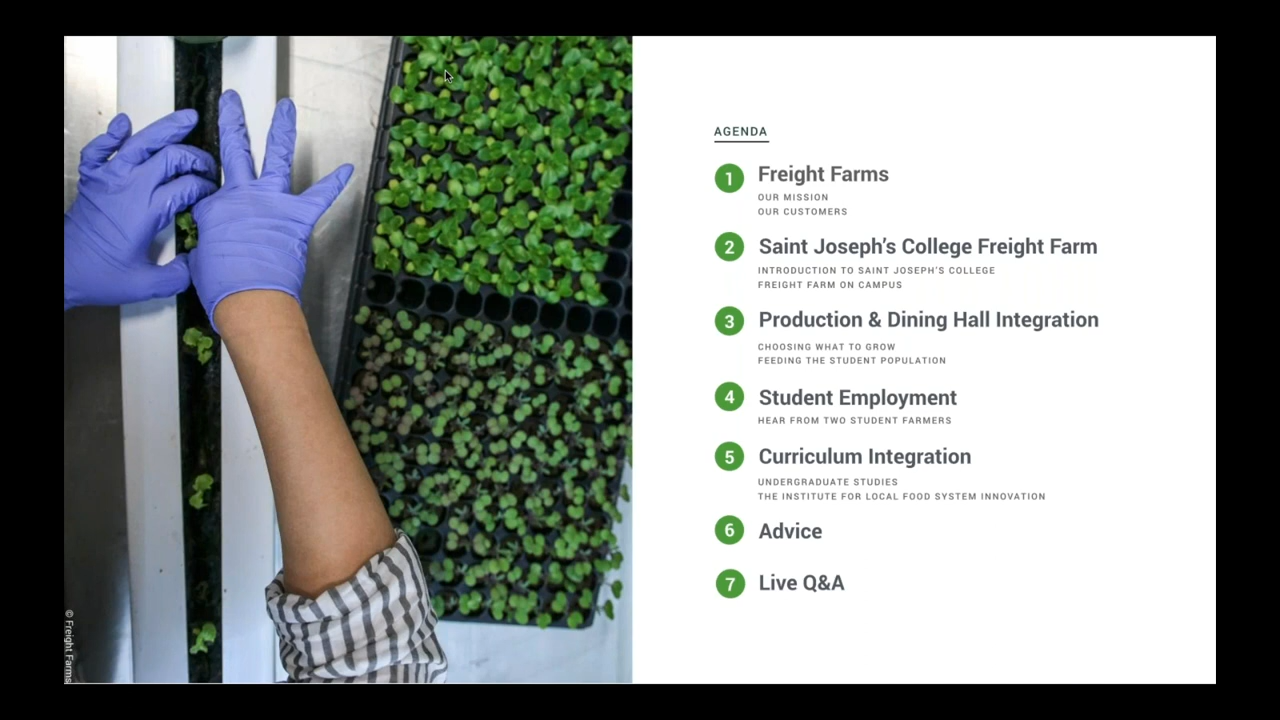 AGENDA
1 Freight Farms
OUR MISSION
OUR CUSTOMERS
2 Saint Joseph's College Freight Farm
INTRODUCTION TO SAINT JOSEPH'S COLLEGE
FREIGHT FARM ON CAMPUS
3 Production & Dining Hall Integration
CHOOSING WHAT TO GROW
FEEDING THE STUDENT POPULATION
4 Student Employment
HEAR FROM TWO STUDENT FARMERS
5 Curriculum Integration
UNDERGRADUATE STUDIES
THE INSTITUTE FOR LOCAL FOOD SYSTEM INNOVATION
6 Advice
7 Live Q&A
© Freight Farms